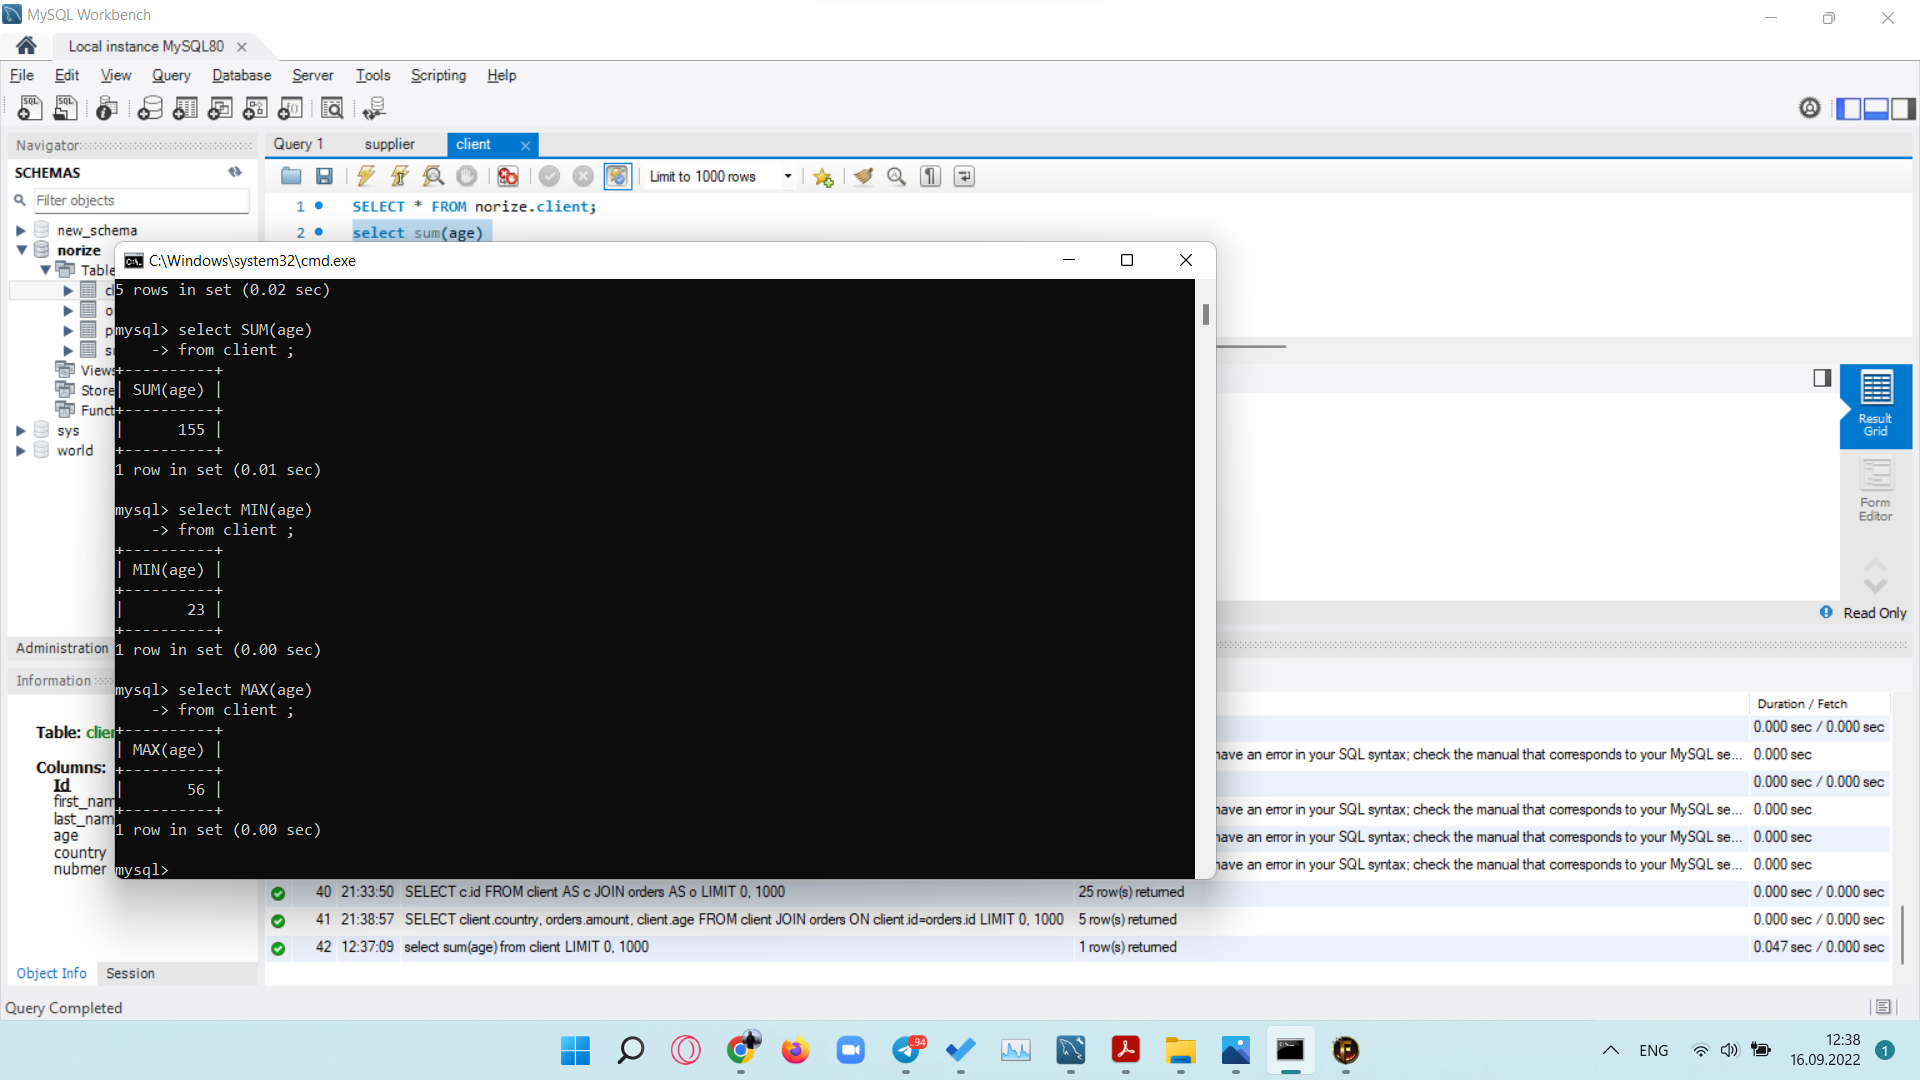 MySQL Workbench
Local instance MySQL80
File Edit View Query Database Server Tools Scripting Help
Navigator
SCHEMAS
Filter objects
new_schema
norize
Table
sys
world
Views
Store
Funct
Administration
Information
Table: clier
Columns:
Id
first_nam
last_nam
age
country
nubmer
Object Info Session
Query Completed
Query 1 supplier client
Limit to 1000 rows
1 SELECT * FROM norize.client;
2 select sum(age)
C:\Windows\system32\cmd.exe
5 rows in set (0.02 sec)
mysql> select SUM(age)
-> from client ;
+----------+
| SUM(age) |
+----------+
| 155 |
+----------+
1 row in set (0.01 sec)
mysql> select MIN(age)
-> from client ;
+----------+
| MIN(age) |
+----------+
| 23 |
+----------+
1 row in set (0.00 sec)
mysql> select MAX(age)
-> from client ;
+----------+
| MAX(age) |
+----------+
| 56 |
+----------+
1 row in set (0.00 sec)
mysql>
Result
Grid
Form
Editor
Read Only
Duration / Fetch
0.000 sec / 0.000 sec
have an error in your SQL syntax; check the manual that corresponds to your MySQL se... 0.000 sec
0.000 sec / 0.000 sec
have an error in your SQL syntax; check the manual that corresponds to your MySQL se... 0.000 sec
have an error in your SQL syntax; check the manual that corresponds to your MySQL se... 0.000 sec
have an error in your SQL syntax; check the manual that corresponds to your MySQL se... 0.000 sec
40 21:33:50 SELECT c.id FROM client AS c JOIN orders AS o LIMIT 0, 1000 25 row(s) returned 0.000 sec / 0.000 sec
41 21:38:57 SELECT client.country, orders.amount, client.age FROM client JOIN orders ON client.id=orders.id LIMIT 0, 1000 5 row(s) returned 0.000 sec / 0.000 sec
42 12:37:09 select sum(age) from client LIMIT 0, 1000 1 row(s) returned 0.047 sec / 0.000 sec
..94
ENG
12:38
16.09.2022
1